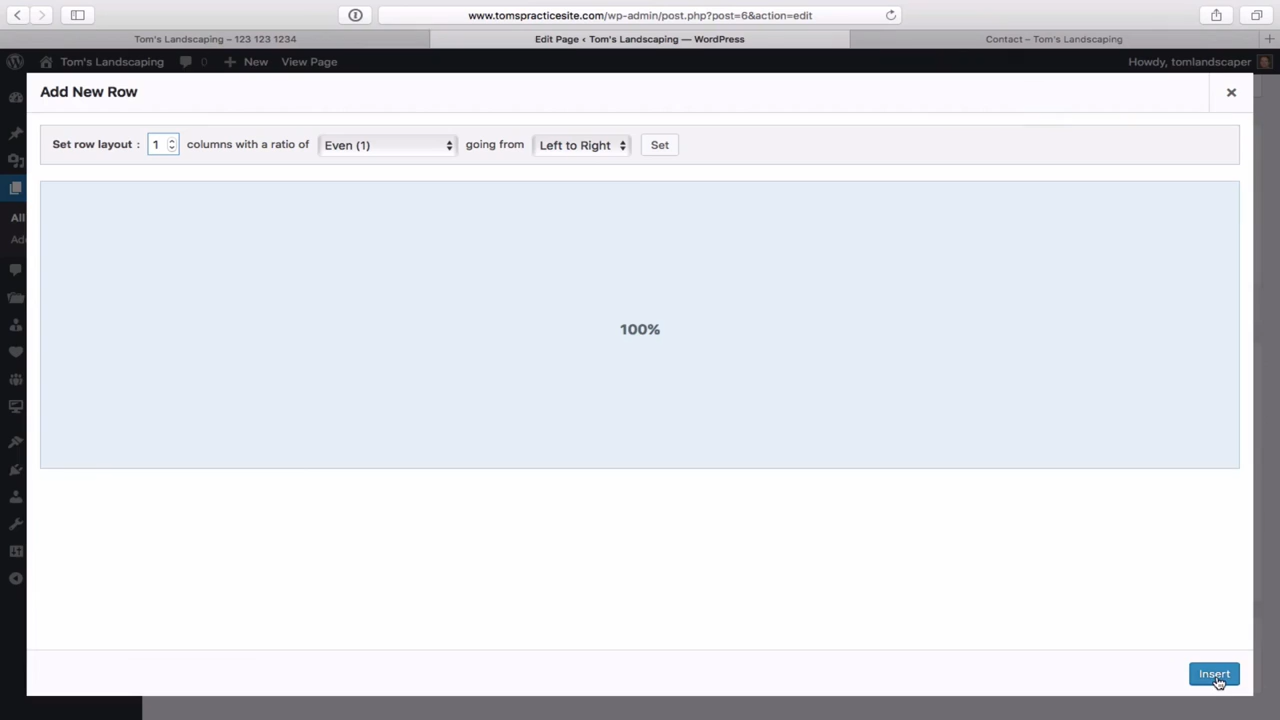 www.tomspracticesite.com/wp-admin/post.php?post=6&action=edit
Tom's Landscaping – 123 123 1234
Edit Page ‹ Tom's Landscaping — WordPress
Contact – Tom's Landscaping
Tom's Landscaping 0 New View Page Howdy, tomlandscaper
Add New Row
Set row layout : 1 columns with a ratio of Even (1) going from Left to Right Set
All
Add
100%
Insert